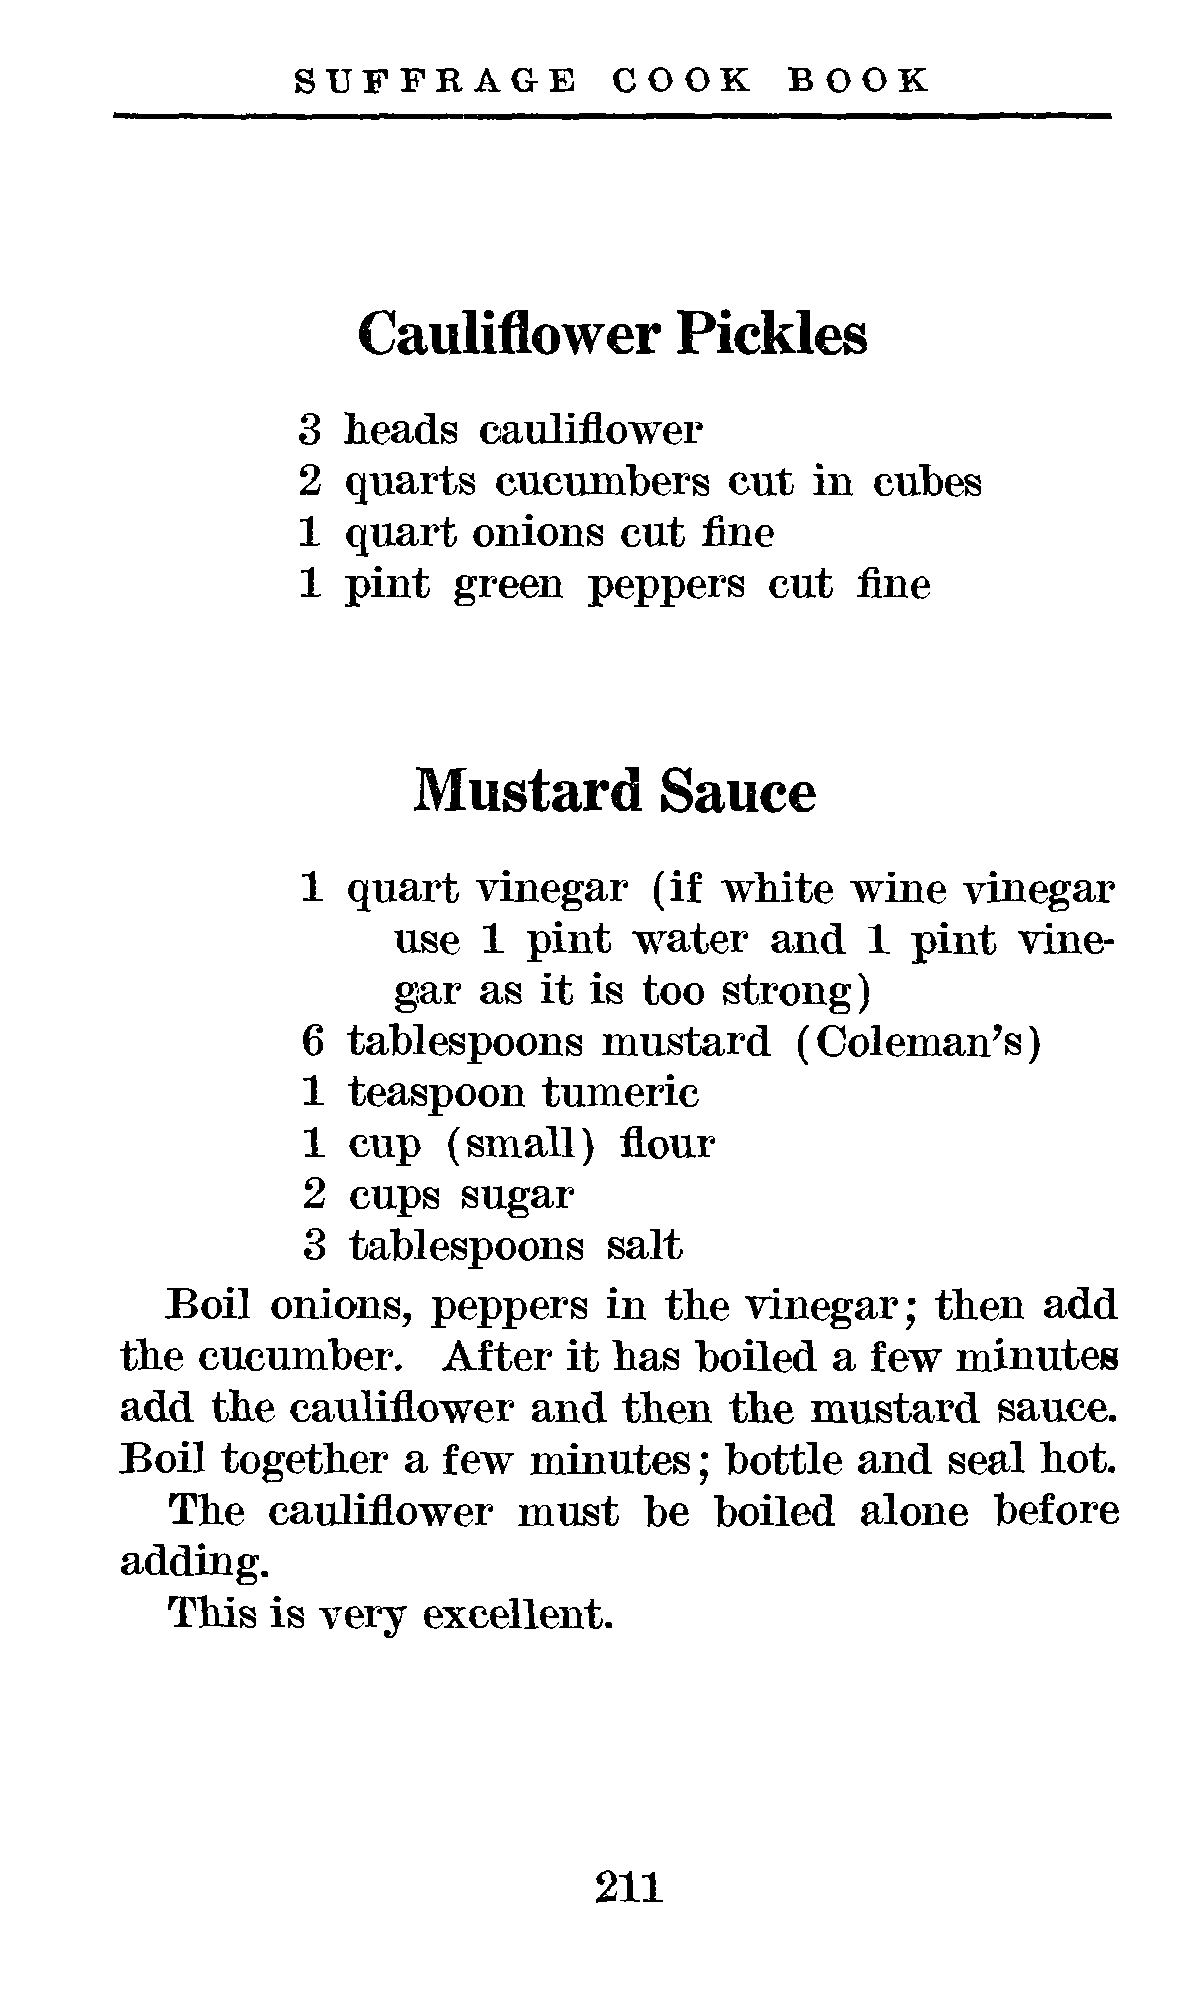 SUFFRAGE COOK BOOK
Cauliflower Pickles
3 heads cauliflower
2 quarts cucumbers cut in cubes
1 quart onions cut fine
1 pint green peppers cut fine
Mustard Sauce
1 quart vinegar (if white wine vinegar
use 1 pint water and 1 pint vine-
gar as it is too strong)
6 tablespoons mustard (Coleman's)
1 teaspoon tumeric
1 cup (small) flour
2 cups sugar
3 tablespoons salt
Boil onions, peppers in the vinegar; then add
the cucumber. After it has boiled a few minutes
add the cauliflower and then the mustard sauce.
Boil together a few minutes; bottle and seal hot.
The cauliflower must be boiled alone before
adding.
This is very excellent.
211